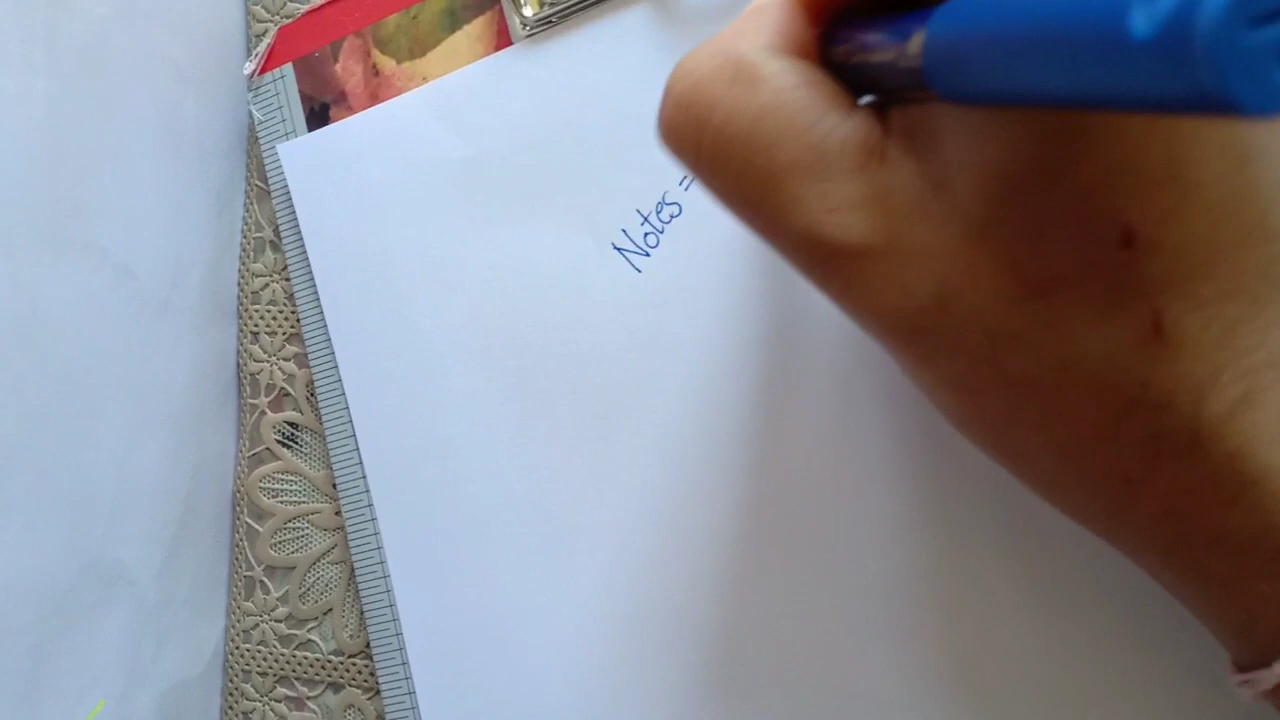 Notes =